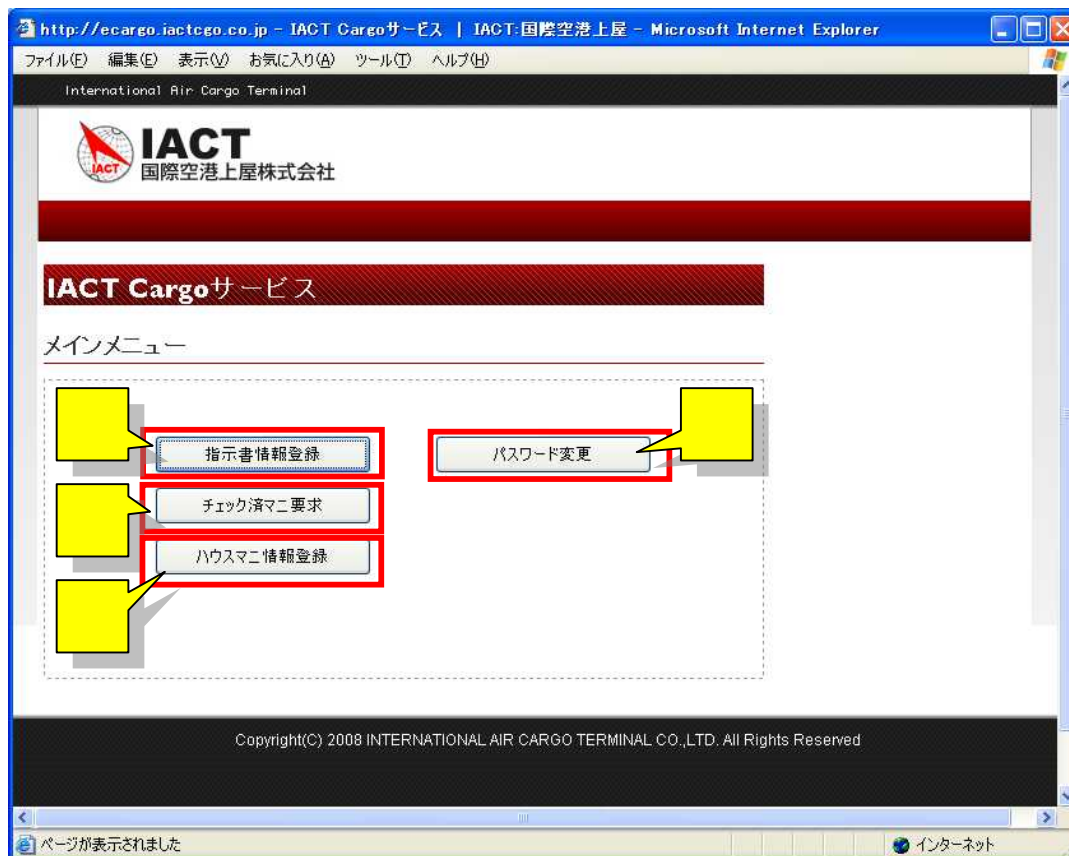 http://ecargo.iactcgo.co.jp - IACT Cargoサービス | IACT:国際空港上屋 - Microsoft Internet Explorer
ファイル(F) 編集(E) 表示(V) お気に入り(A) ツール(T) ヘルプ(H)
International Air Cargo Terminal
IACT
IACT
国際空港上屋株式会社
IACT Cargoサービス
メインメニュー
指示書情報登録 パスワード変更
チェック済マニ要求
ハウスマニ情報登録
Copyright(C) 2008 INTERNATIONAL AIR CARGO TERMINAL CO.,LTD. All Rights Reserved
ページが表示されました インターネット